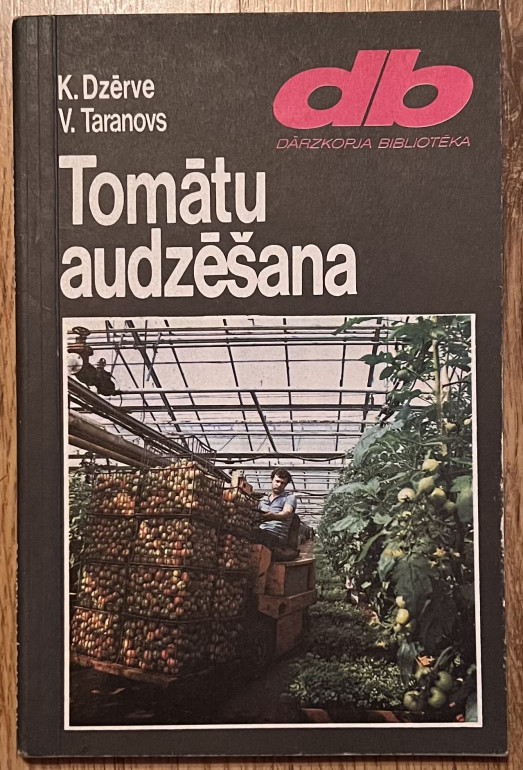 K. Dzērve
V. Taranovs
db
DĀRZKOPJA BIBLIOTĒKA
Tomātu
audzēšana